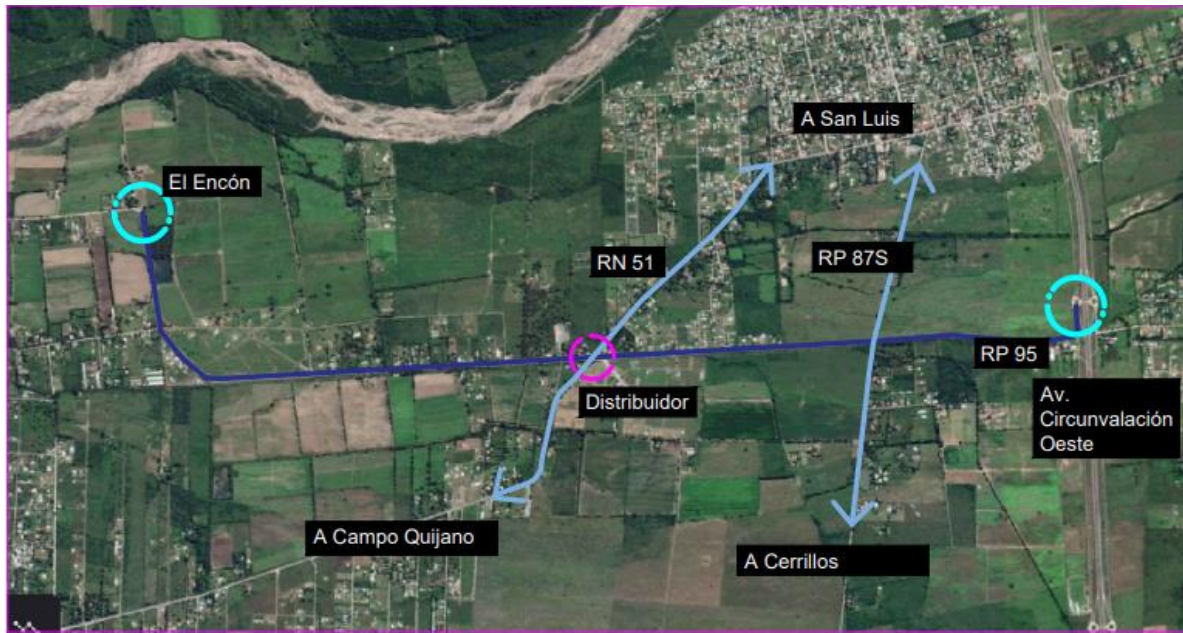 A San Luis
El Encón
RN 51
RP 87S
RP 95
Distribuidor
Av.
Circunvalación
Oeste
A Campo Quijano
A Cerrillos